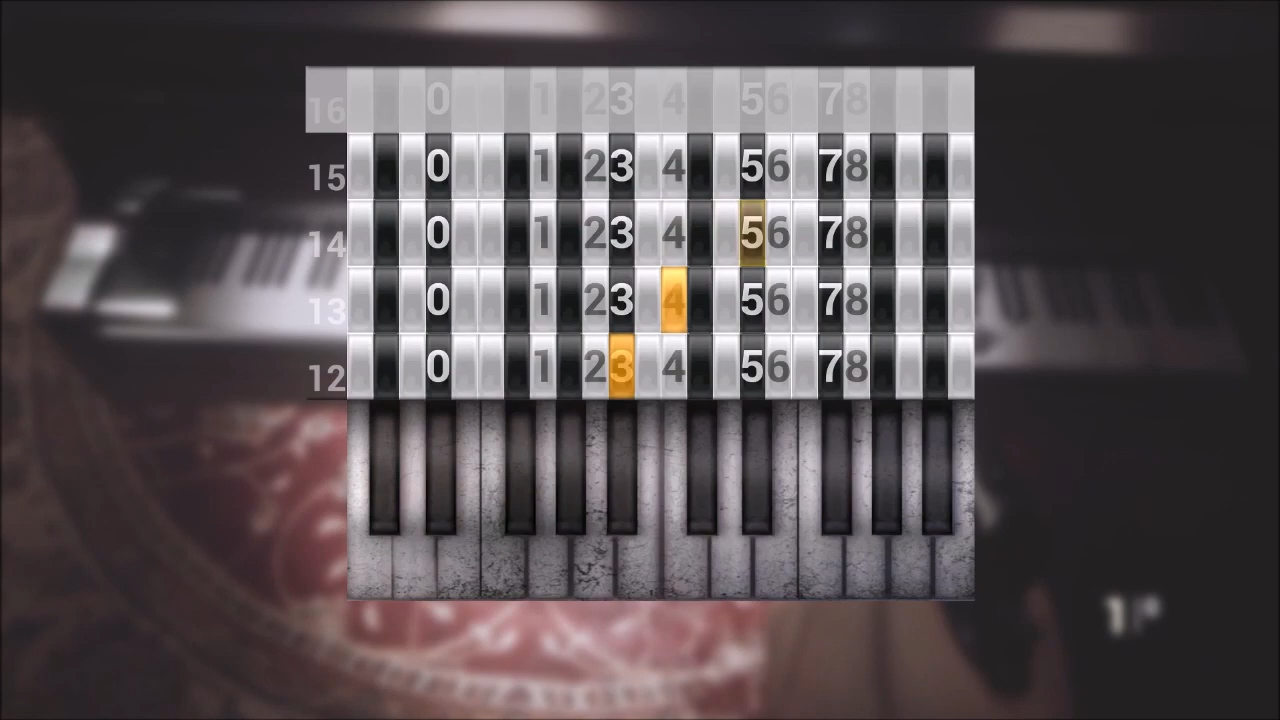 16 0 1 2 3 4 5 6 7 8
15 0 1 2 3 4 5 6 7 8
14 0 1 2 3 4 5 6 7 8
13 0 1 2 3 4 5 6 7 8
12 0 1 2 3 4 5 6 7 8